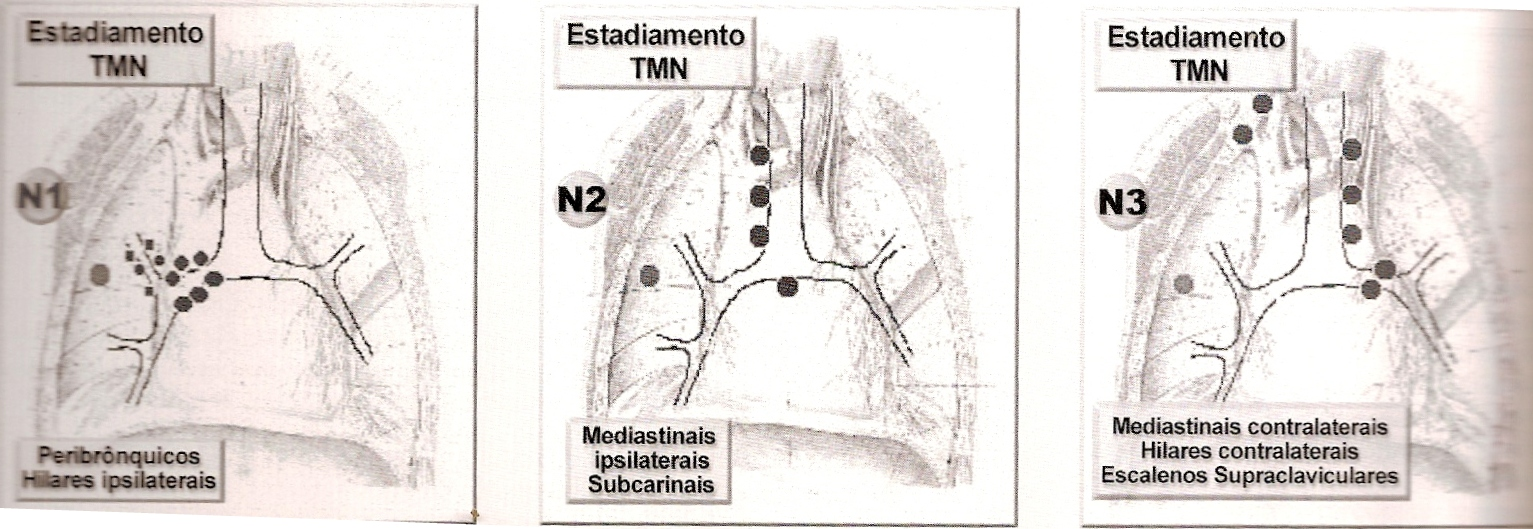 Estadiamento
TMN
N1
Peribrônquicos
Hilares ipsilaterais
Estadiamento
TMN
N2
Mediastinais
ipsilaterais
Subcarinais
Estadiamento
TMN
N3
Mediastinais contralaterais
Hilares contralaterais
Escalenos Supraclaviculares